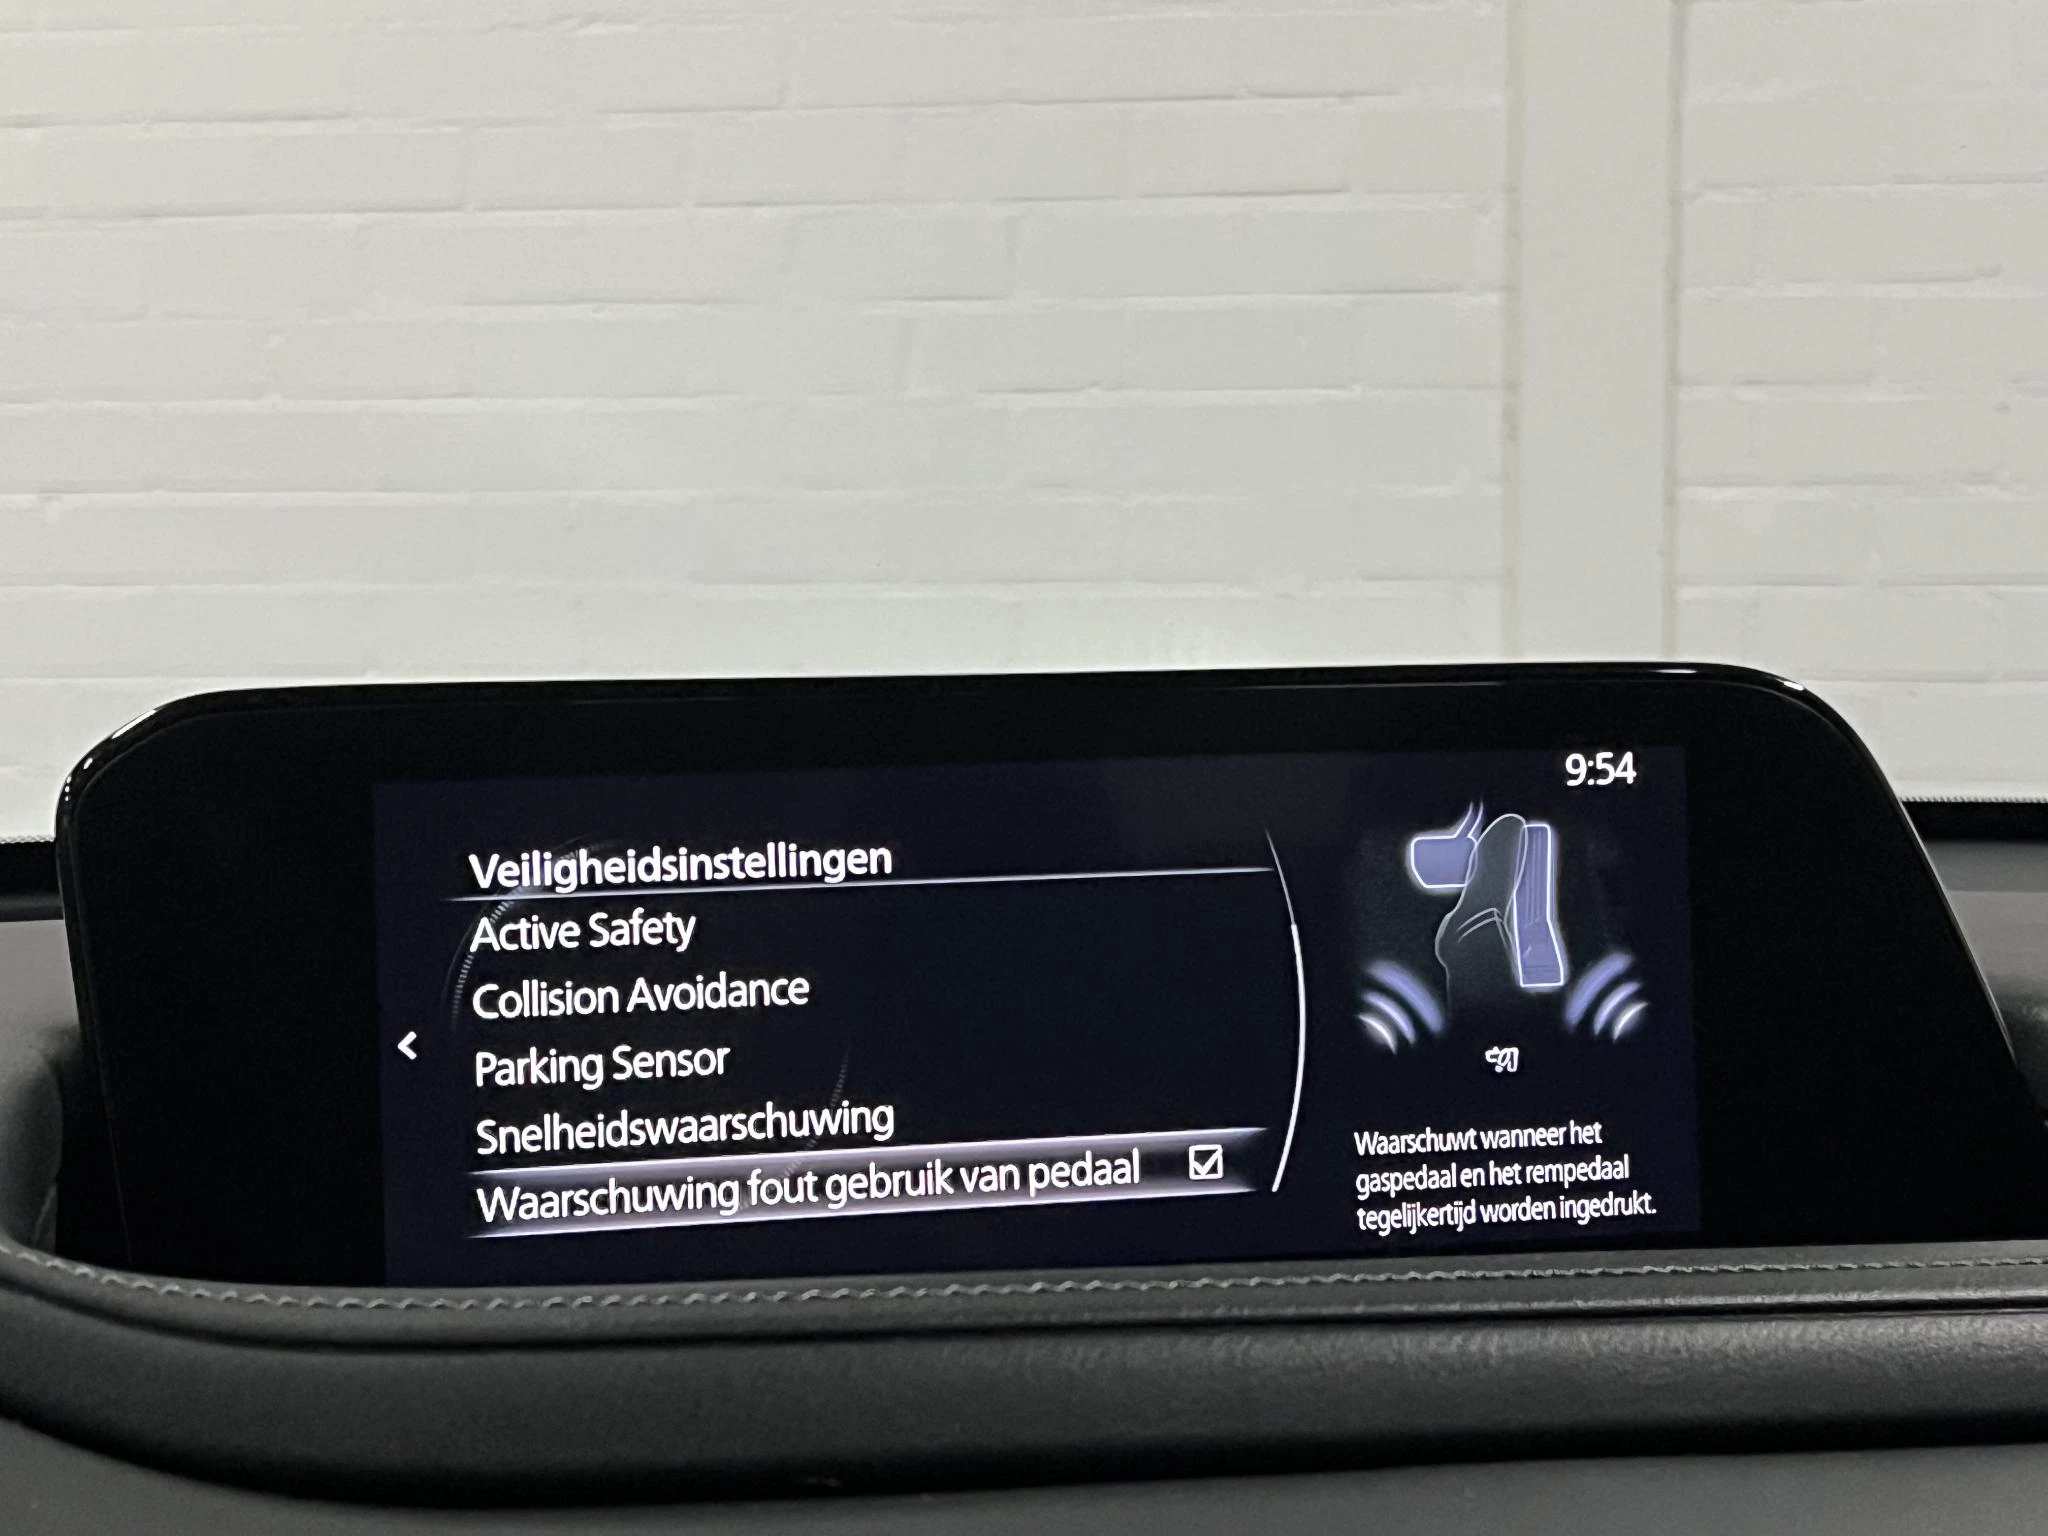 9:54
Veiligheidsinstellingen
Active Safety
Collision Avoidance
Parking Sensor
Snelheidswaarschuwing
Waarschuwing fout gebruik van pedaal
Waarschuwt wanneer het
gaspedaal en het rempedaal
tegelijkertijd worden ingedrukt.